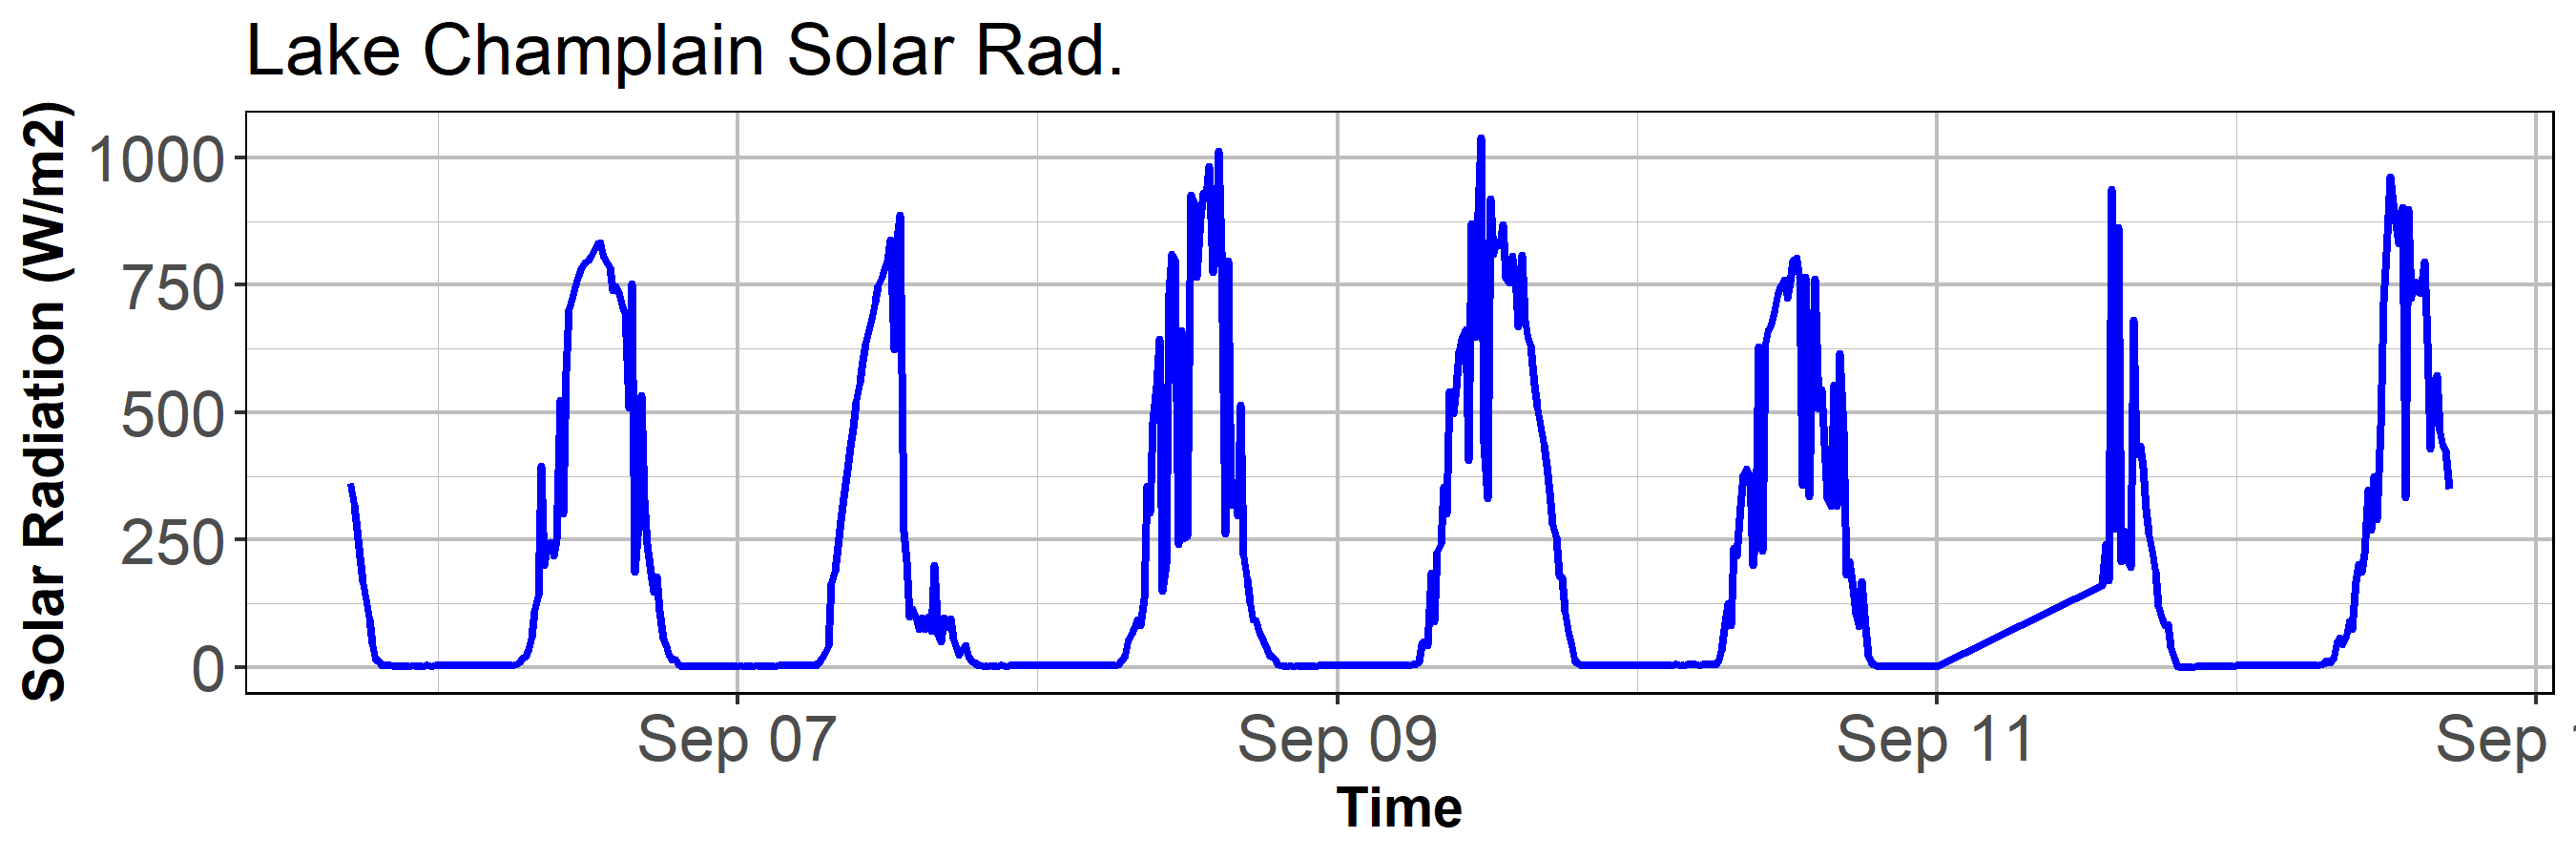 Lake Champlain Solar Rad.
Solar Radiation (W/m2)
1000
750
500
250
0
Sep 07
Sep 09
Sep 11
Sep
Time